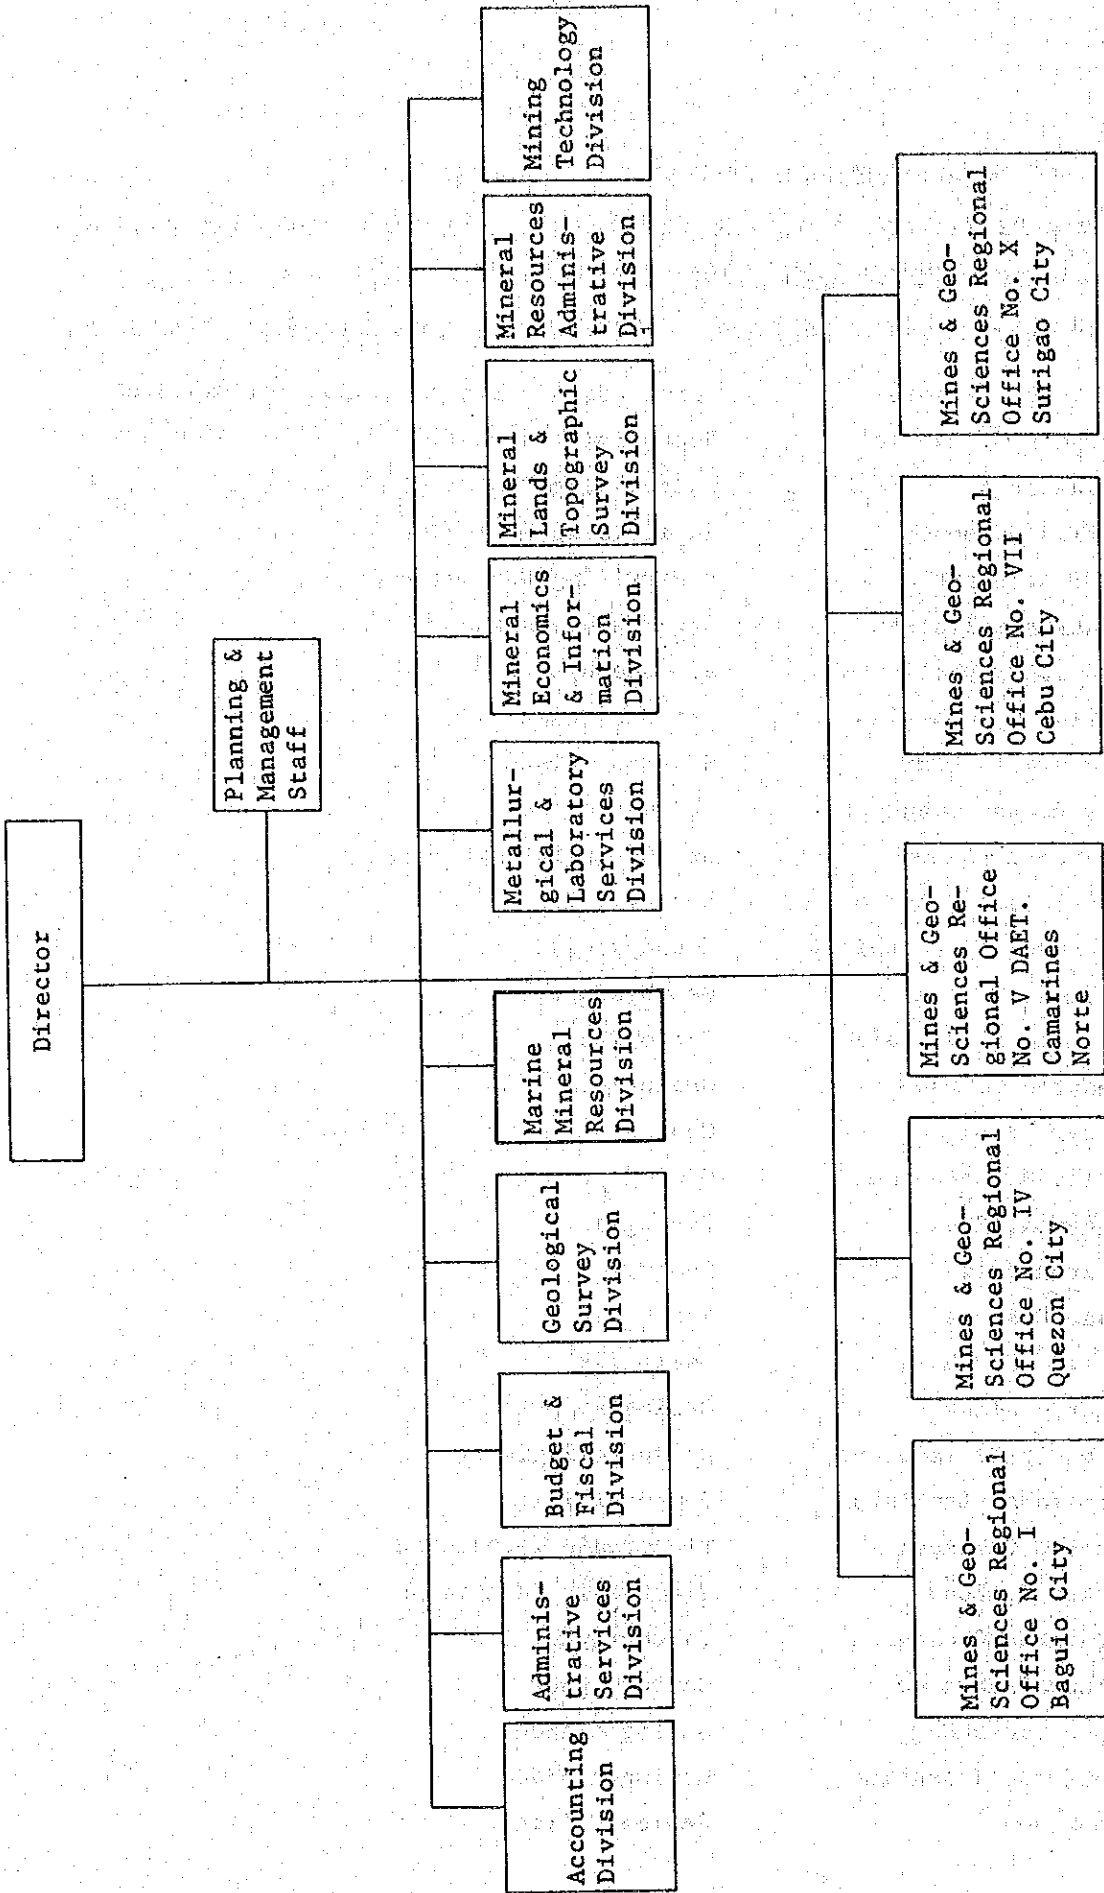 Director
Planning &
Management
Staff
Accounting
Division
Adminis-
trative
Services
Division
Budget &
Fiscal
Division
Geological
Survey
Division
Marine
Mineral
Resources
Division
Metallur-
gical &
Laboratory
Services
Division
Mineral
Economics
& Infor-
mation
Division
Mineral
Lands &
Topographic
Survey
Division
Mineral
Resources
Adminis-
trative
Division
Mining
Technology
Division
Mines & Geo-
Sciences Regional
Office No. I
Baguio City
Mines & Geo-
Sciences Regional
Office No. IV
Quezon City
Mines & Geo-
Sciences Re-
gional Office
No. V DAET.
Camarines
Norte
Mines & Geo-
Sciences Regional
Office No. VII
Cebu City
Mines & Geo-
Sciences Regional
Office No. X
Surigao City